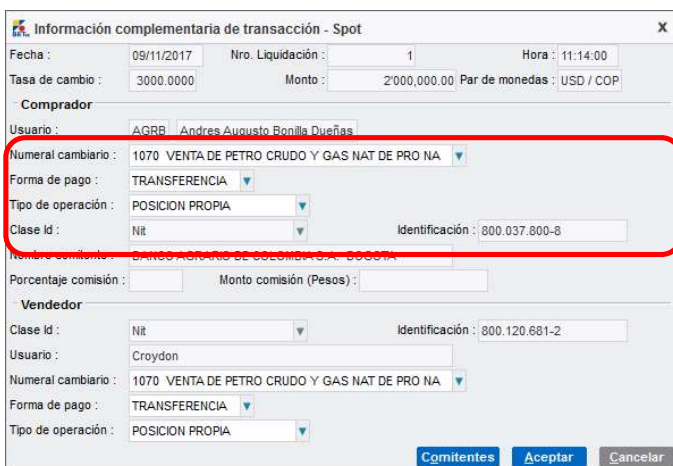 Información complementaria de transacción - Spot x
Fecha : 09/11/2017 Nro. Liquidación : 1 Hora : 11:14:00
Tasa de cambio : 3000.0000 Monto : 2'000,000.00 Par de monedas : USD / COP
Comprador
Usuario : AGRB Andres Augusto Bonilla Dueñas
Numeral cambiario : 1070 VENTA DE PETRO CRUDO Y GAS NAT DE PRO NA
Forma de pago : TRANSFERENCIA
Tipo de operación : POSICION PROPIA
Clase Id : Nit Identificación : 800.037.800-8
Nombre comitente : BANCO AGRARIO DE COLOMBIA S.A. BOGOTA
Porcentaje comisión : Monto comisión (Pesos) :
Vendedor
Clase Id : Nit Identificación : 800.120.681-2
Usuario : Croydon
Numeral cambiario : 1070 VENTA DE PETRO CRUDO Y GAS NAT DE PRO NA
Forma de pago : TRANSFERENCIA
Tipo de operación : POSICION PROPIA
Comitentes Aceptar Cancelar